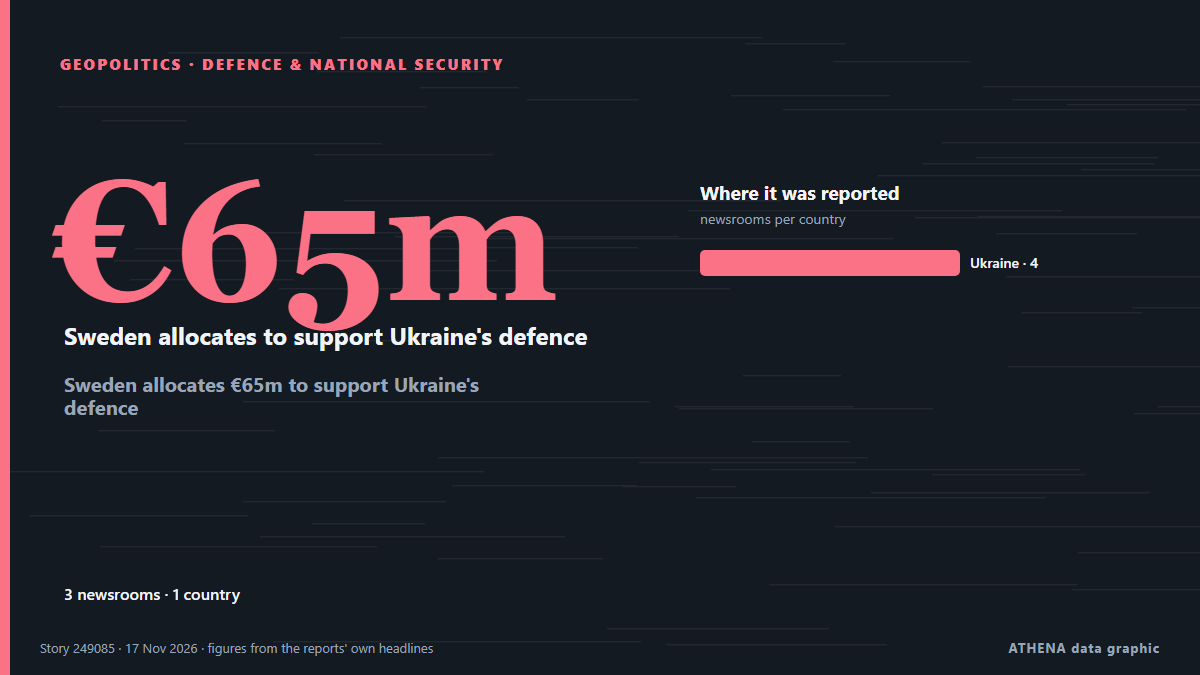 GEOPOLITICS · DEFENCE & NATIONAL SECURITY
€65m
Sweden allocates to support Ukraine's defence
Sweden allocates €65m to support Ukraine's
defence
Where it was reported
newsrooms per country
Ukraine · 4
3 newsrooms · 1 country
Story 249085 · 17 Nov 2026 · figures from the reports' own headlines
ATHENA data graphic